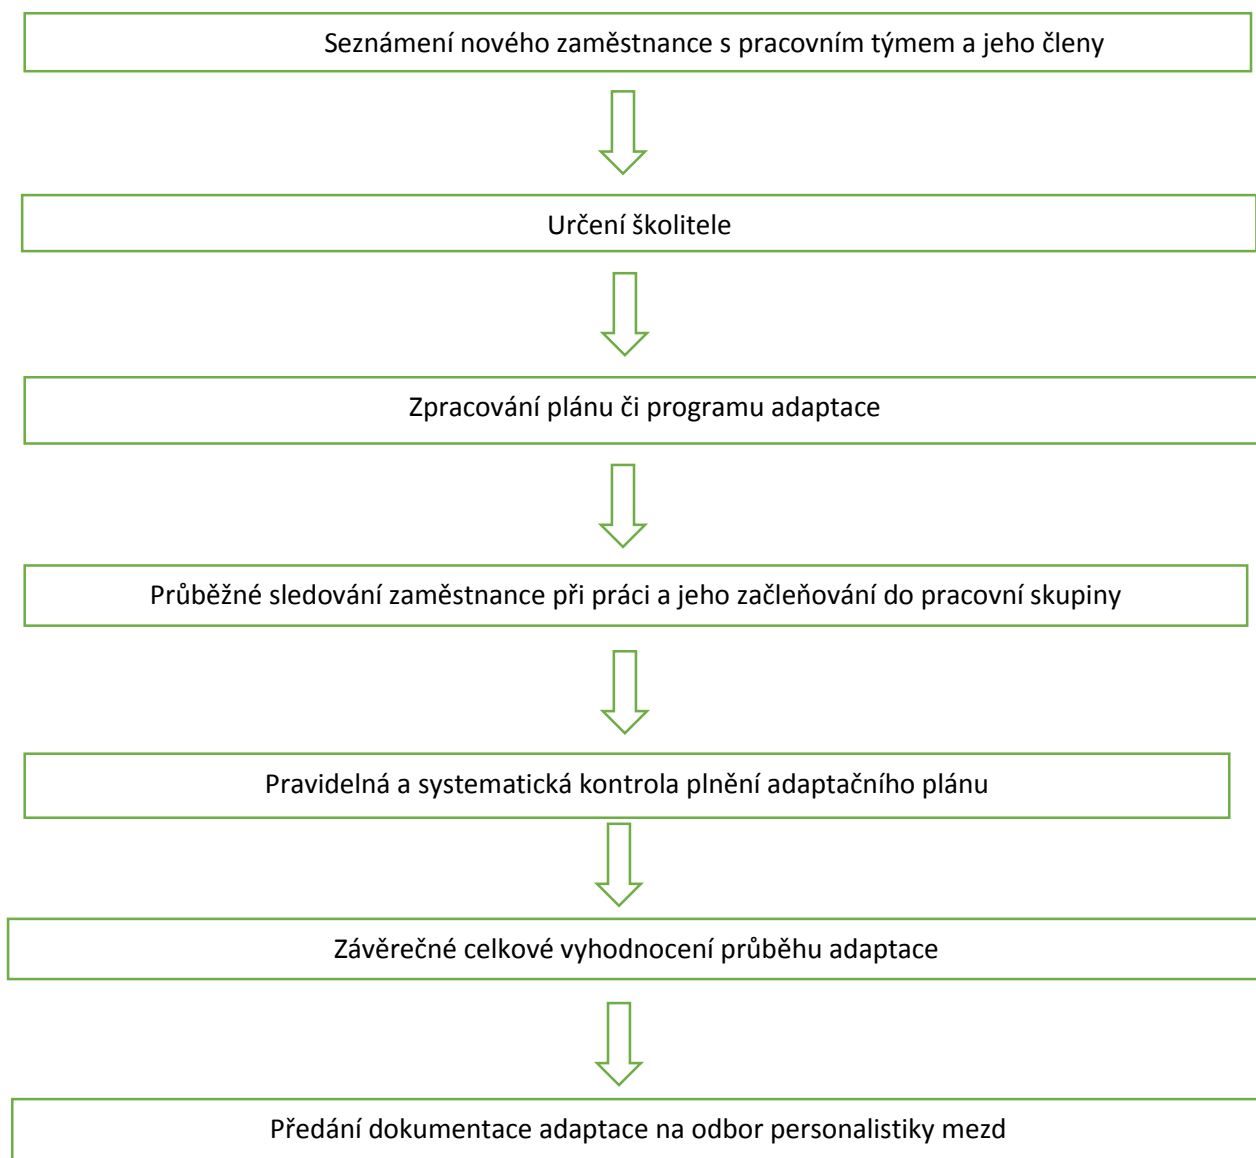 Seznámení nového zaměstnance s pracovním týmem a jeho členy
Určení školitele
Zpracování plánu či programu adaptace
Průběžné sledování zaměstnance při práci a jeho začleňování do pracovní skupiny
Pravidelná a systematická kontrola plnění adaptačního plánu
Závěrečné celkové vyhodnocení průběhu adaptace
Předání dokumentace adaptace na odbor personalistiky mezd